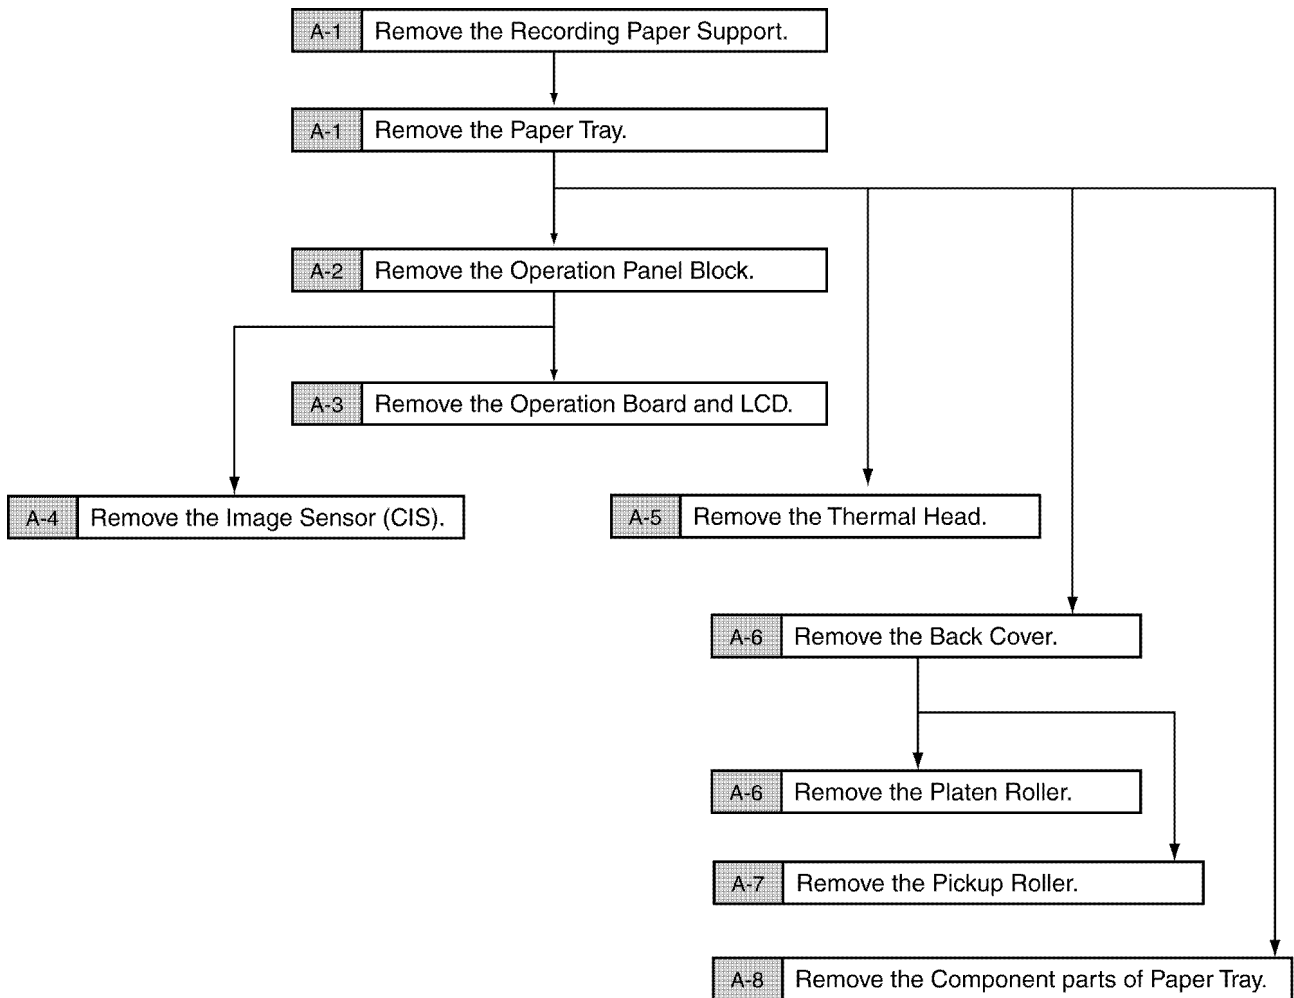 A-1 Remove the Recording Paper Support.
A-1 Remove the Paper Tray.
A-2 Remove the Operation Panel Block.
A-3 Remove the Operation Board and LCD.
A-4 Remove the Image Sensor (CIS).
A-5 Remove the Thermal Head.
A-6 Remove the Back Cover.
A-6 Remove the Platen Roller.
A-7 Remove the Pickup Roller.
A-8 Remove the Component parts of Paper Tray.